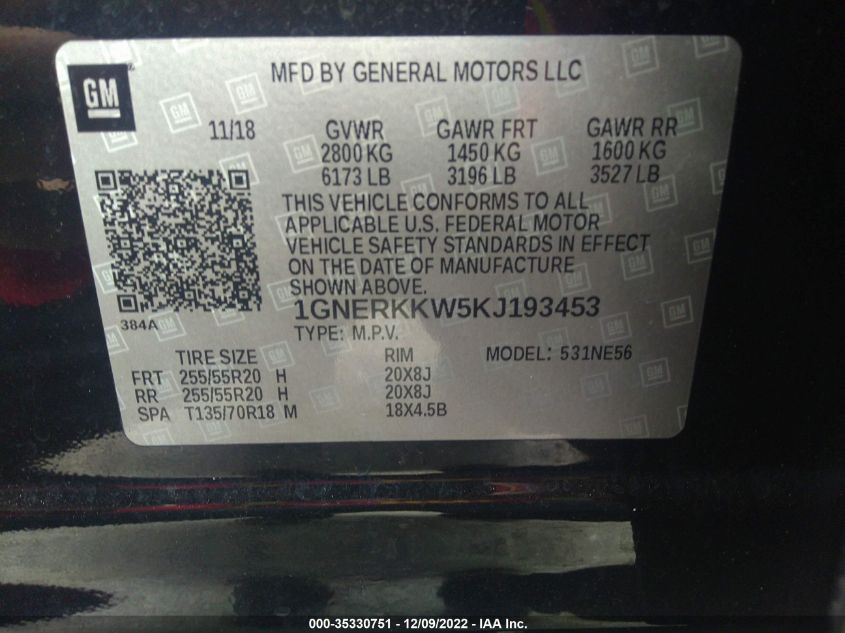 GM
MFD BY GENERAL MOTORS LLC
11/18 GVWR GAWR FRT GAWR RR
2800 KG 1450 KG 1600 KG
6173 LB 3196 LB 3527 LB
THIS VEHICLE CONFORMS TO ALL
APPLICABLE U.S. FEDERAL MOTOR
VEHICLE SAFETY STANDARDS IN EFFECT
ON THE DATE OF MANUFACTURE
SHOWN ABOVE.
384A
1GNERKKW5KJ193453
TYPE: M.P.V.
TIRE SIZE RIM MODEL: 531NE56
FRT 255/55R20 H 20X8J
RR 255/55R20 H 20X8J
SPA T135/70R18 M 18X4.5B
000-35330751 - 12/09/2022 - IAA Inc.